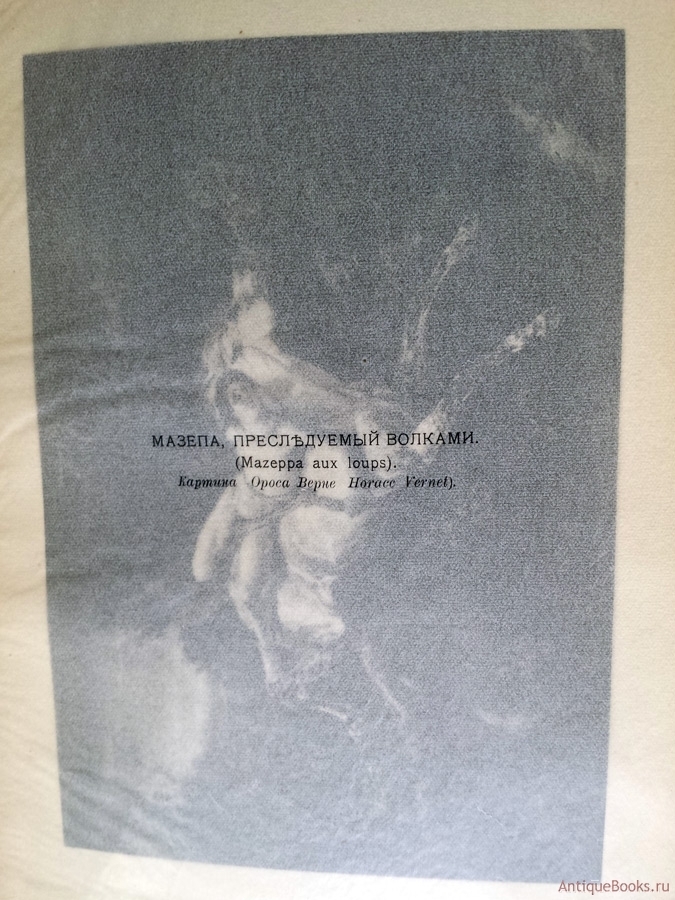 МАЗЕПА, ПРЕСЛѢДУЕМЫЙ ВОЛКАМИ.
(Mazeppa aux loups).
Картина Ороса Верне Horace Vernet).
AntiqueBooks.ru